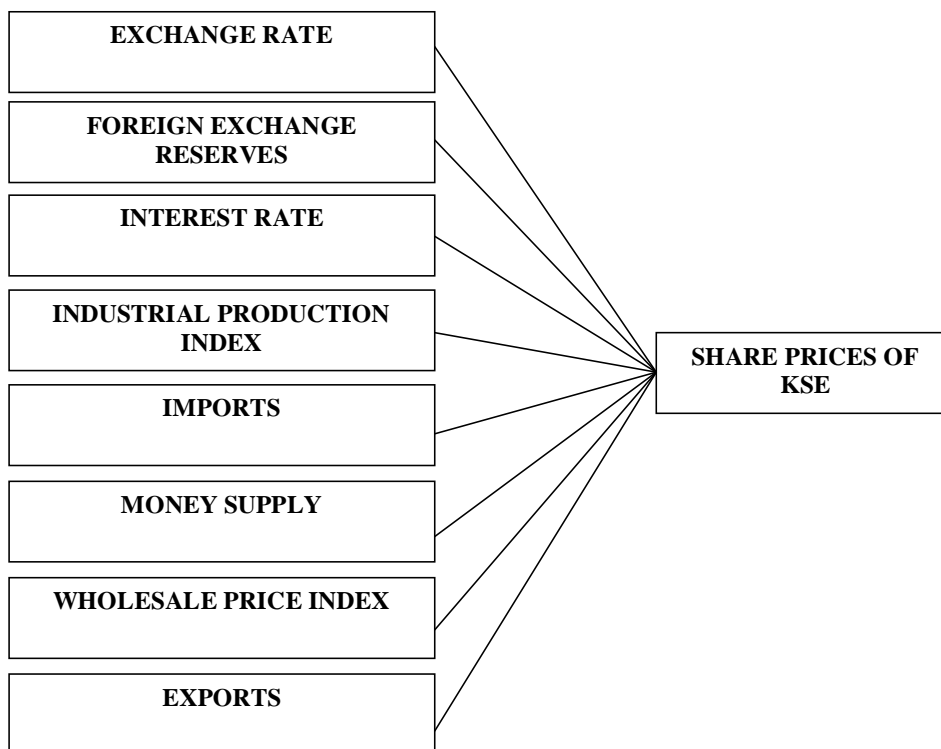 EXCHANGE RATE
FOREIGN EXCHANGE
RESERVES
INTEREST RATE
INDUSTRIAL PRODUCTION
INDEX
IMPORTS
MONEY SUPPLY
WHOLESALE PRICE INDEX
EXPORTS
SHARE PRICES OF
KSE